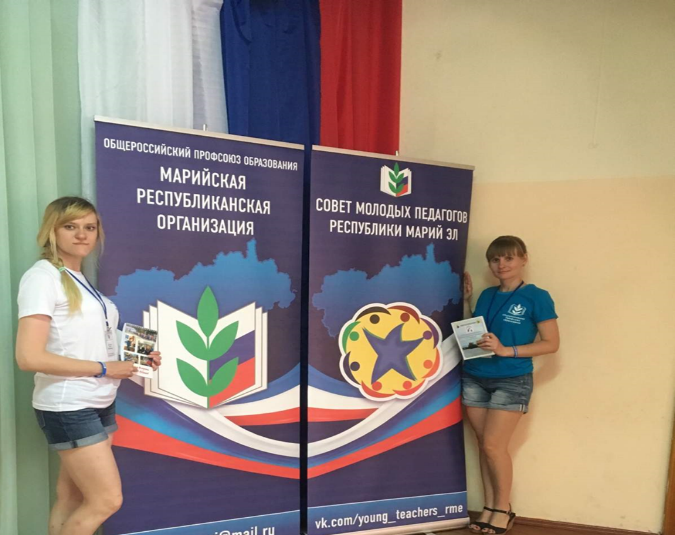 ОБЩЕРОССИЙСКИЙ ПРОФСОЮЗ ОБРАЗОВАНИЯ
МАРИЙСКАЯ
РЕСПУБЛИКАНСКАЯ
ОРГАНИЗАЦИЯ
СОВЕТ МОЛОДЫХ ПЕДАГОГОВ
РЕСПУБЛИКИ МАРИЙ ЭЛ
@mail.ru
vk.com/young_teachers_rme